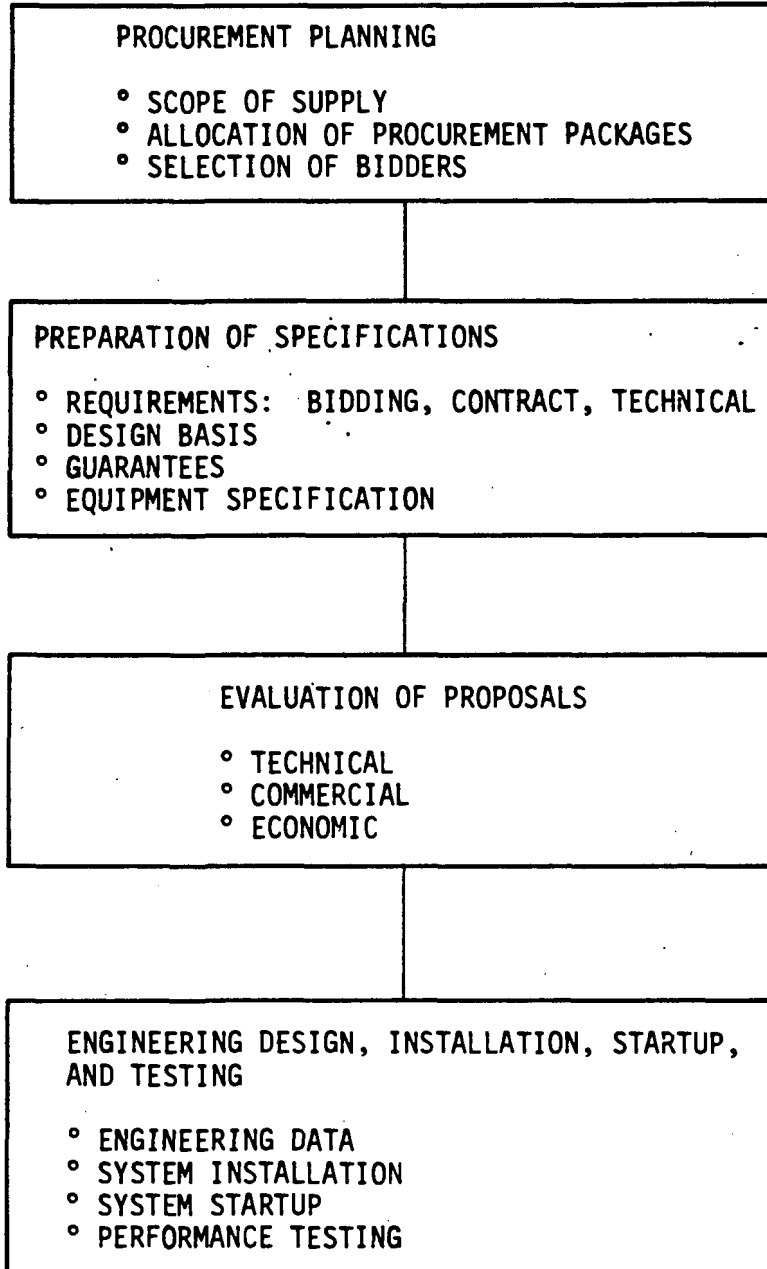 PROCUREMENT PLANNING
° SCOPE OF SUPPLY
° ALLOCATION OF PROCUREMENT PACKAGES
° SELECTION OF BIDDERS
PREPARATION OF SPECIFICATIONS
° REQUIREMENTS: BIDDING, CONTRACT, TECHNICAL
° DESIGN BASIS
° GUARANTEES
° EQUIPMENT SPECIFICATION
EVALUATION OF PROPOSALS
° TECHNICAL
° COMMERCIAL
° ECONOMIC
ENGINEERING DESIGN, INSTALLATION, STARTUP,
AND TESTING
° ENGINEERING DATA
° SYSTEM INSTALLATION
° SYSTEM STARTUP
° PERFORMANCE TESTING